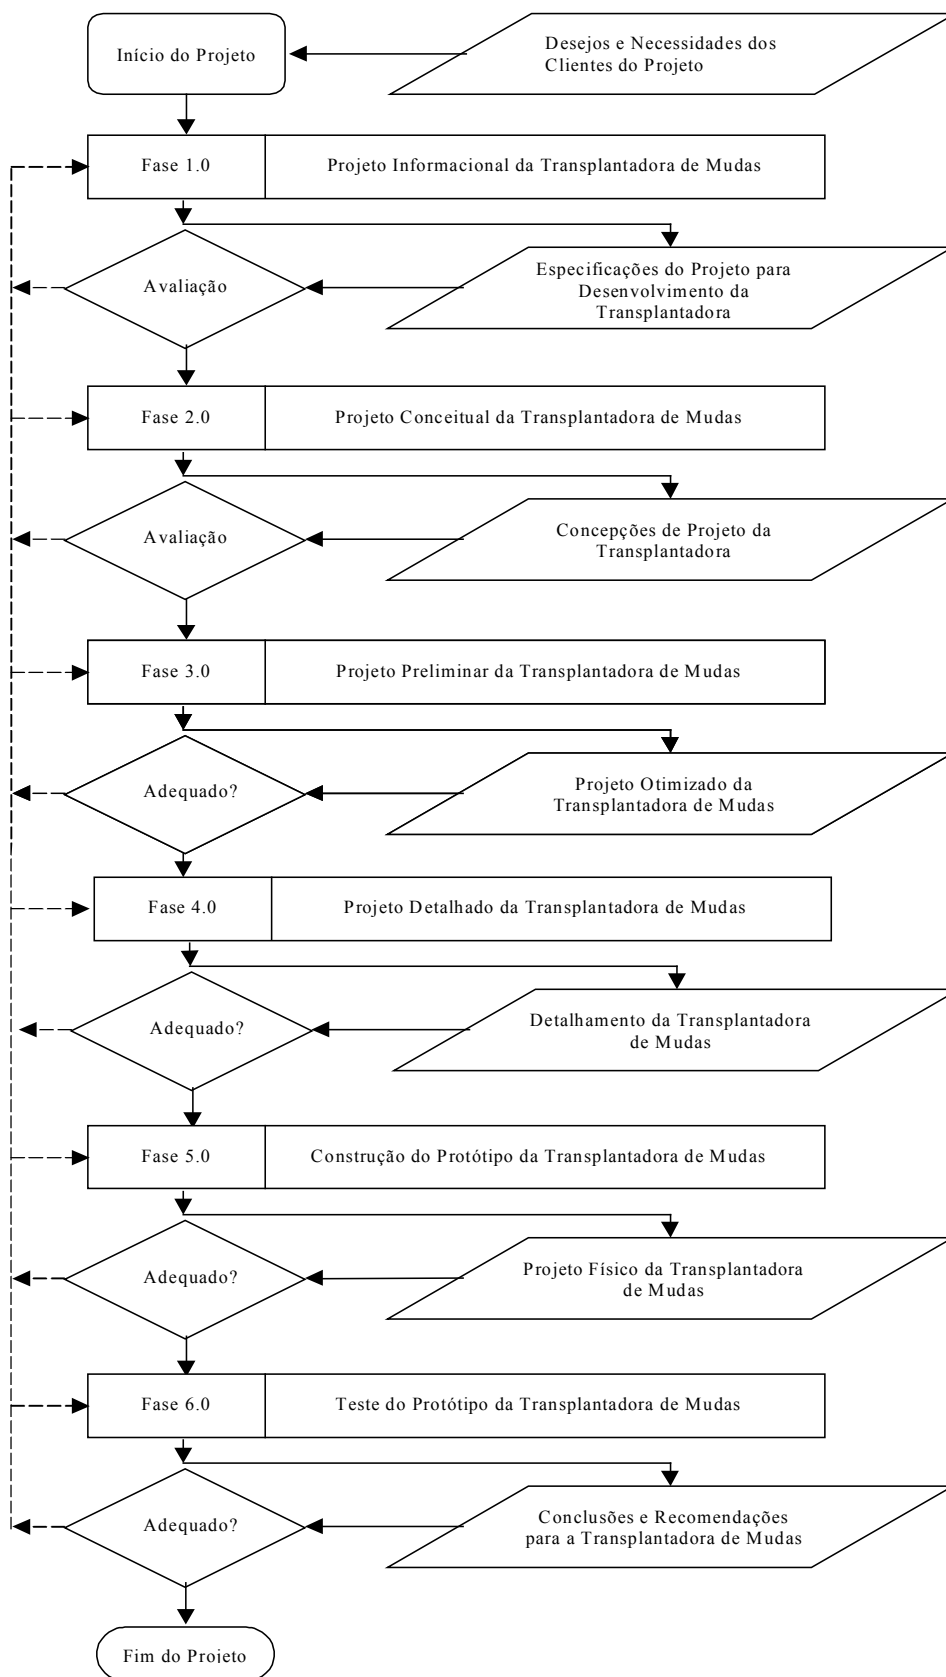 Início do Projeto
Desejos e Necessidades dos
Clientes do Projeto
Fase 1.0
Projeto Informacional da Transplantadora de Mudas
Avaliação
Especificações do Projeto para
Desenvolvimento da
Transplantadora
Fase 2.0
Projeto Conceitual da Transplantadora de Mudas
Avaliação
Concepções de Projeto da
Transplantadora
Fase 3.0
Projeto Preliminar da Transplantadora de Mudas
Adequado?
Projeto Otimizado da
Transplantadora de Mudas
Fase 4.0
Projeto Detalhado da Transplantadora de Mudas
Adequado?
Detalhamento da Transplantadora
de Mudas
Fase 5.0
Construção do Protótipo da Transplantadora de Mudas
Adequado?
Projeto Físico da Transplantadora
de Mudas
Fase 6.0
Teste do Protótipo da Transplantadora de Mudas
Adequado?
Conclusões e Recomendações
para a Transplantadora de Mudas
Fim do Projeto